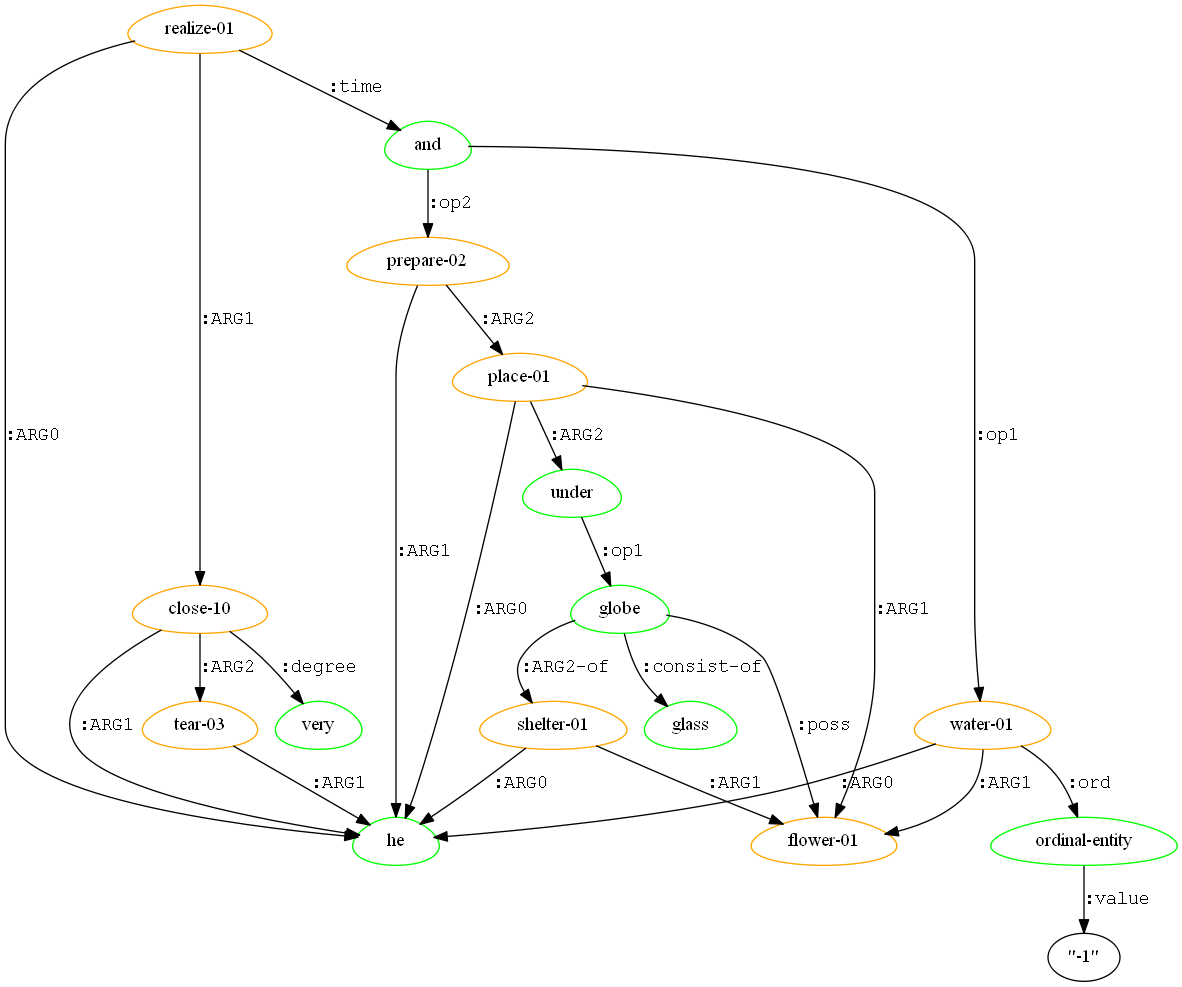 realize-01
:time
and
:op2
prepare-02
:ARG1
:ARG2
place-01
:ARG0
:ARG2
:op1
under
:op1
:ARG1
:ARG0
:ARG1
close-10
globe
:ARG2
:degree
:ARG2-of
:consist-of
:ARG1
tear-03
very
shelter-01
glass
:poss
water-01
:ARG1
:ARG0
:ARG1
:ARG0
:ARG1
:ord
he
flower-01
ordinal-entity
:value
"-1"